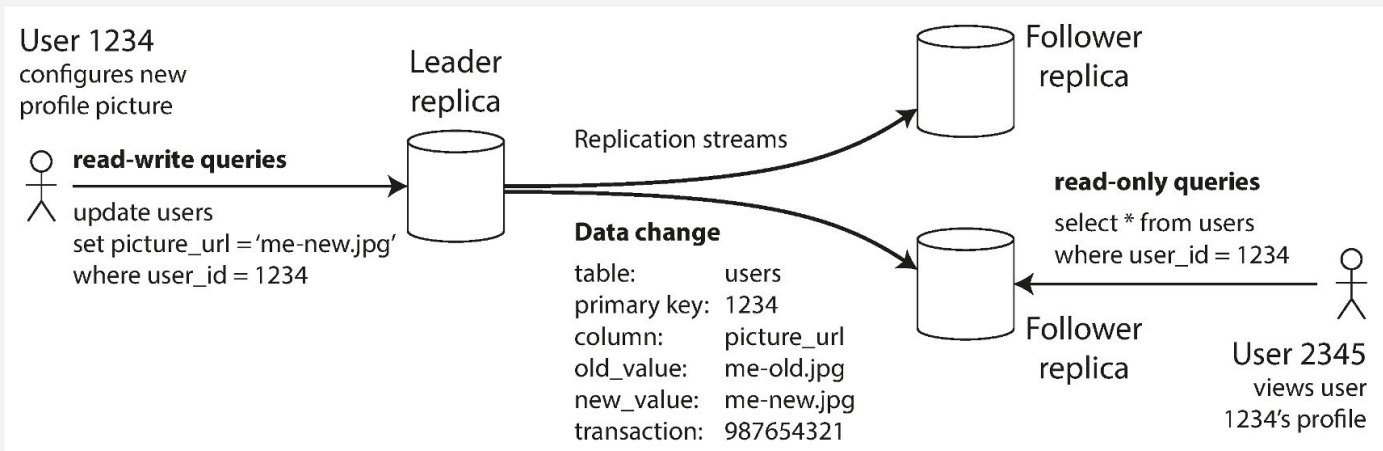 User 1234
configures new
profile picture
read-write queries
update users
set picture_url = ‘me-new.jpg’
where user_id = 1234
Leader
replica
Replication streams
Data change
table: users
primary key: 1234
column: picture_url
old_value: me-old.jpg
new_value: me-new.jpg
transaction: 987654321
Follower
replica
read-only queries
select * from users
where user_id = 1234
Follower
replica
User 2345
views user
1234’s profile